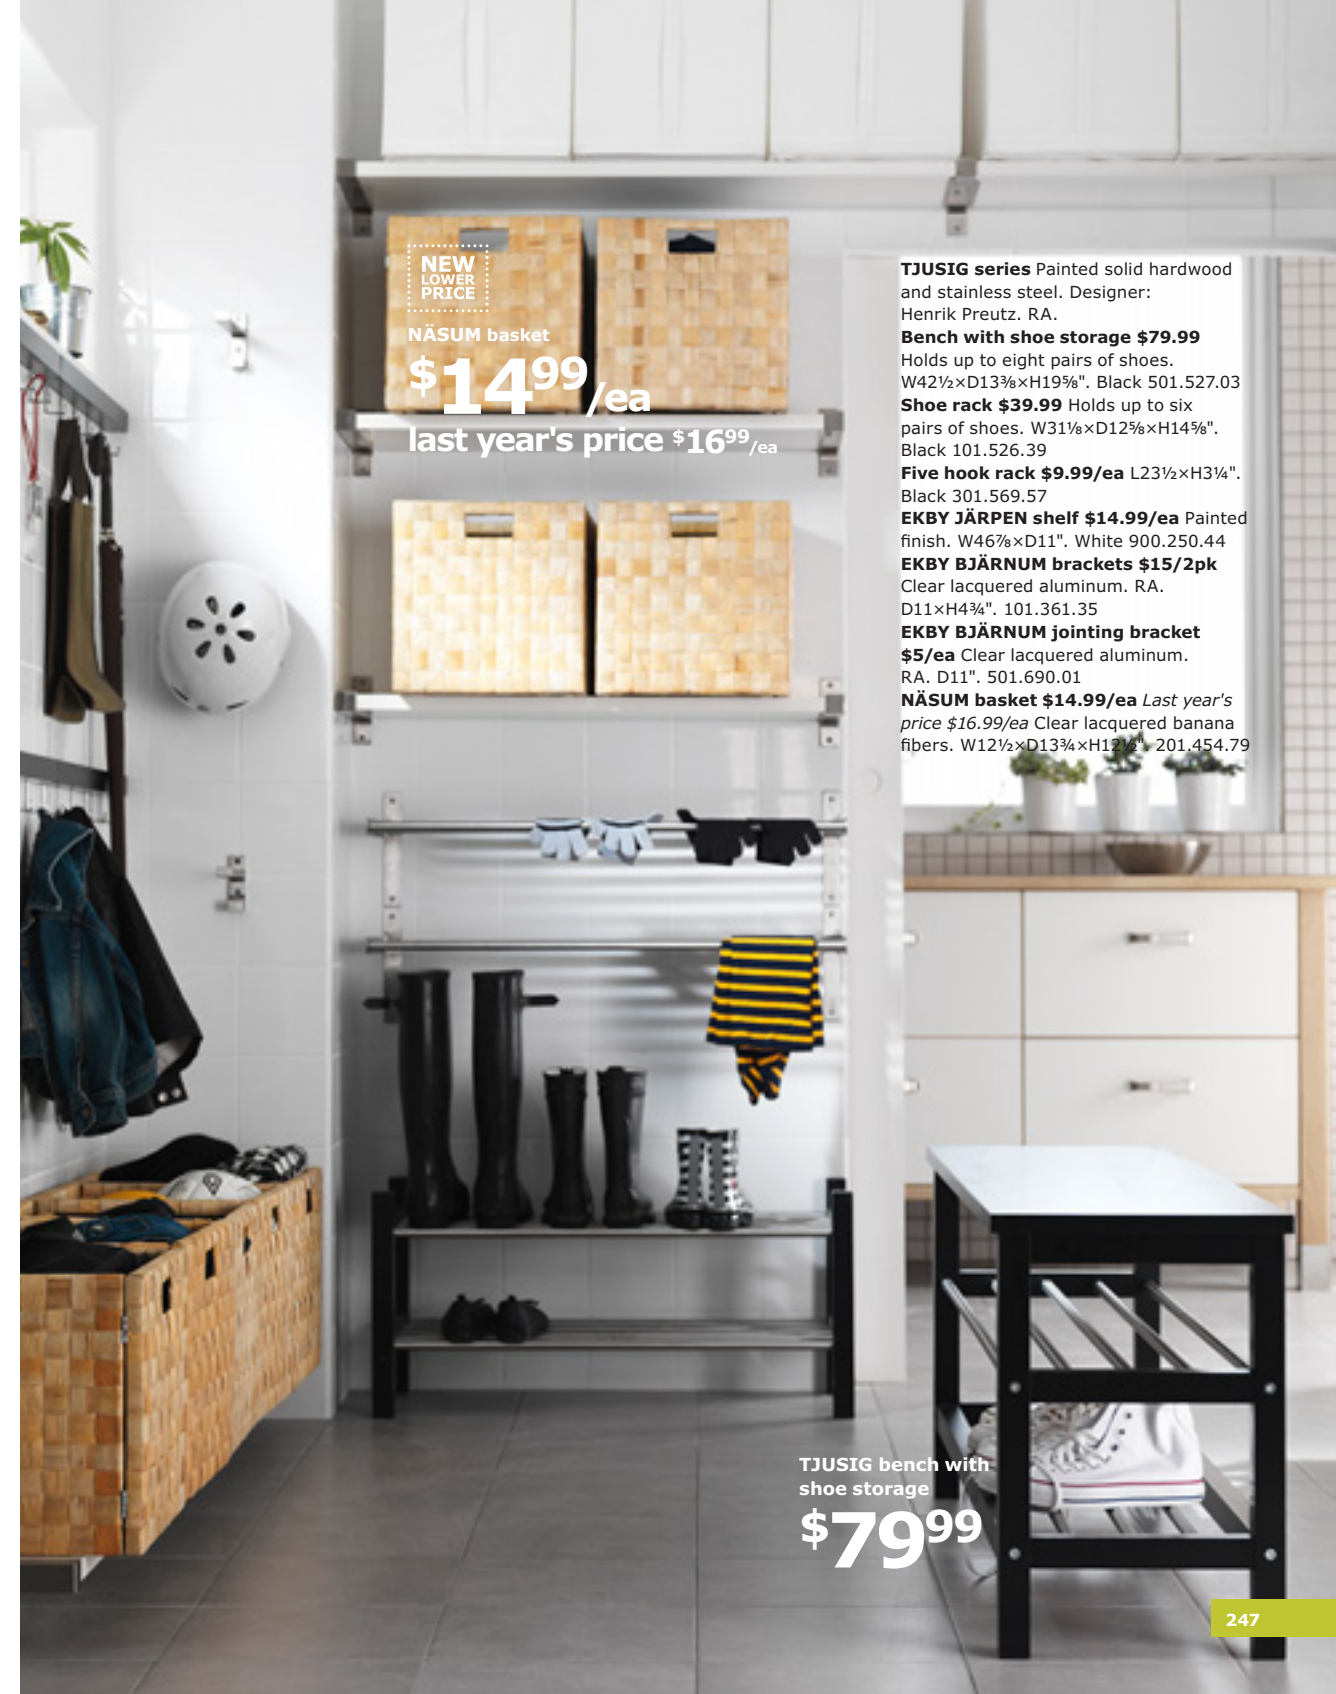 NEW
LOWER
PRICE
NÄSUM basket
$14⁹⁹/ea
last year's price $16⁹⁹/ea
TJUSIG series Painted solid hardwood
and stainless steel. Designer:
Henrik Preutz. RA.
Bench with shoe storage $79.99
Holds up to eight pairs of shoes.
W42½×D13⅜×H19⅝". Black 501.527.03
Shoe rack $39.99 Holds up to six
pairs of shoes. W31⅛×D12⅝×H14⅝".
Black 101.526.39
Five hook rack $9.99/ea L23½×H3¼".
Black 301.569.57
EKBY JÄRPEN shelf $14.99/ea Painted
finish. W46⅞×D11". White 900.250.44
EKBY BJÄRNUM brackets $15/2pk
Clear lacquered aluminum. RA.
D11×H4¾". 101.361.35
EKBY BJÄRNUM jointing bracket
$5/ea Clear lacquered aluminum.
RA. D11". 501.690.01
NÄSUM basket $14.99/ea Last year's
price $16.99/ea Clear lacquered banana
fibers. W12½×D13¾×H12½". 201.454.79
TJUSIG bench with
shoe storage
$79⁹⁹
247